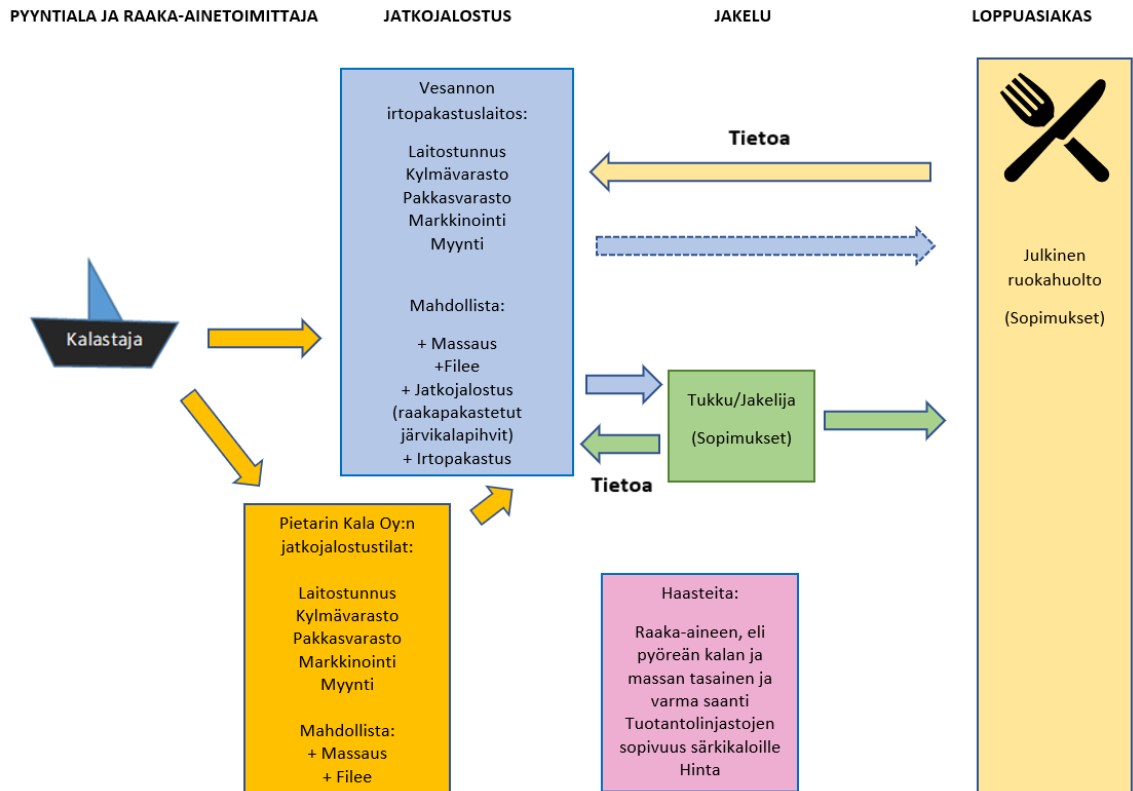 PYYNTIALA JA RAAKA-AINETOIMITTAJA
JATKOJALOSTUS
JAKELU
LOPPUASIAKAS
Kalastaja
Vesannon
irtopakastuslaitos:
Laitostunnus
Kylmävarasto
Pakkasvarasto
Markkinointi
Myynti
Mahdollista:
+ Massaus
+Filee
+ Jatkojalostus
(raakapakastetut
järvikalapihvit)
+ Irtopakastus
Pietarin Kala Oy:n
jatkojalostustilat:
Laitostunnus
Kylmävarasto
Pakkasvarasto
Markkinointi
Myynti
Mahdollista:
+ Massaus
+ Filee
Tietoa
Tukku/Jakelija
(Sopimukset)
Tietoa
Haasteita:
Raaka-aineen, eli
pyöreän kalan ja
massan tasainen ja
varma saanti
Tuotantolinjastojen
sopivuus särkikaloille
Hinta
Julkinen
ruokahuolto
(Sopimukset)